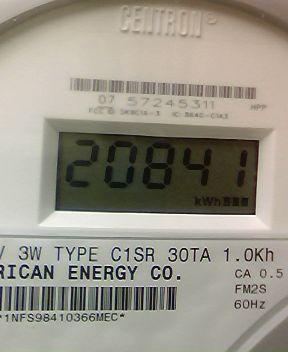 CENTRON®
07 57245311 HPP
20841
kWh
V 3W TYPE C1SR 30TA 1.0Kh
RICAN ENERGY CO.
CA 0.5
FM2S
60Hz
*1NFS98410366MEC*